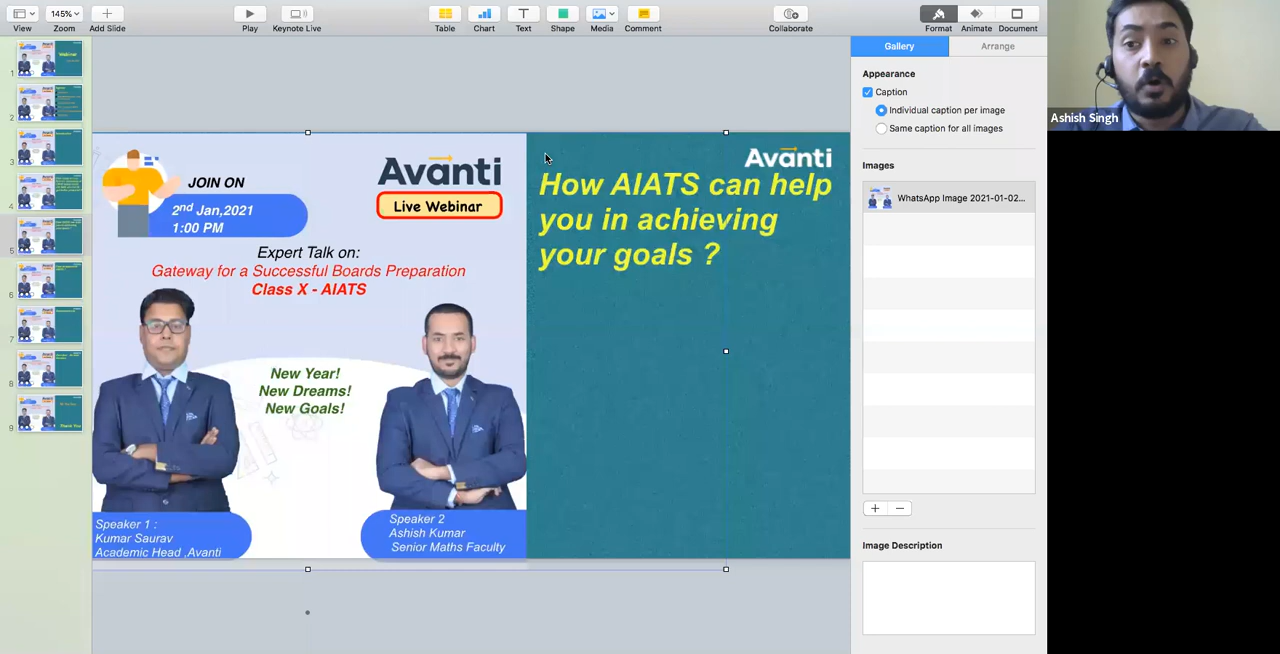 View
145%
Zoom
Add Slide
Play
Keynote Live
Table
Chart
Text
Shape
Media
Comment
Collaborate
Format
Animate
Document
1
2
3
4
5
6
7
8
9
JOIN ON
2nd Jan,2021
1:00 PM
Avanti
Live Webinar
Expert Talk on:
Gateway for a Successful Boards Preparation
Class X - AIATS
New Year!
New Dreams!
New Goals!
Speaker 1 :
Kumar Saurav
Academic Head ,Avanti
Speaker 2
Ashish Kumar
Senior Maths Faculty
Avanti
How AIATS can help
you in achieving
your goals ?
Gallery
Arrange
Appearance
Caption
Individual caption per image
Same caption for all images
Images
WhatsApp Image 2021-01-02...
Image Description
Ashish Singh